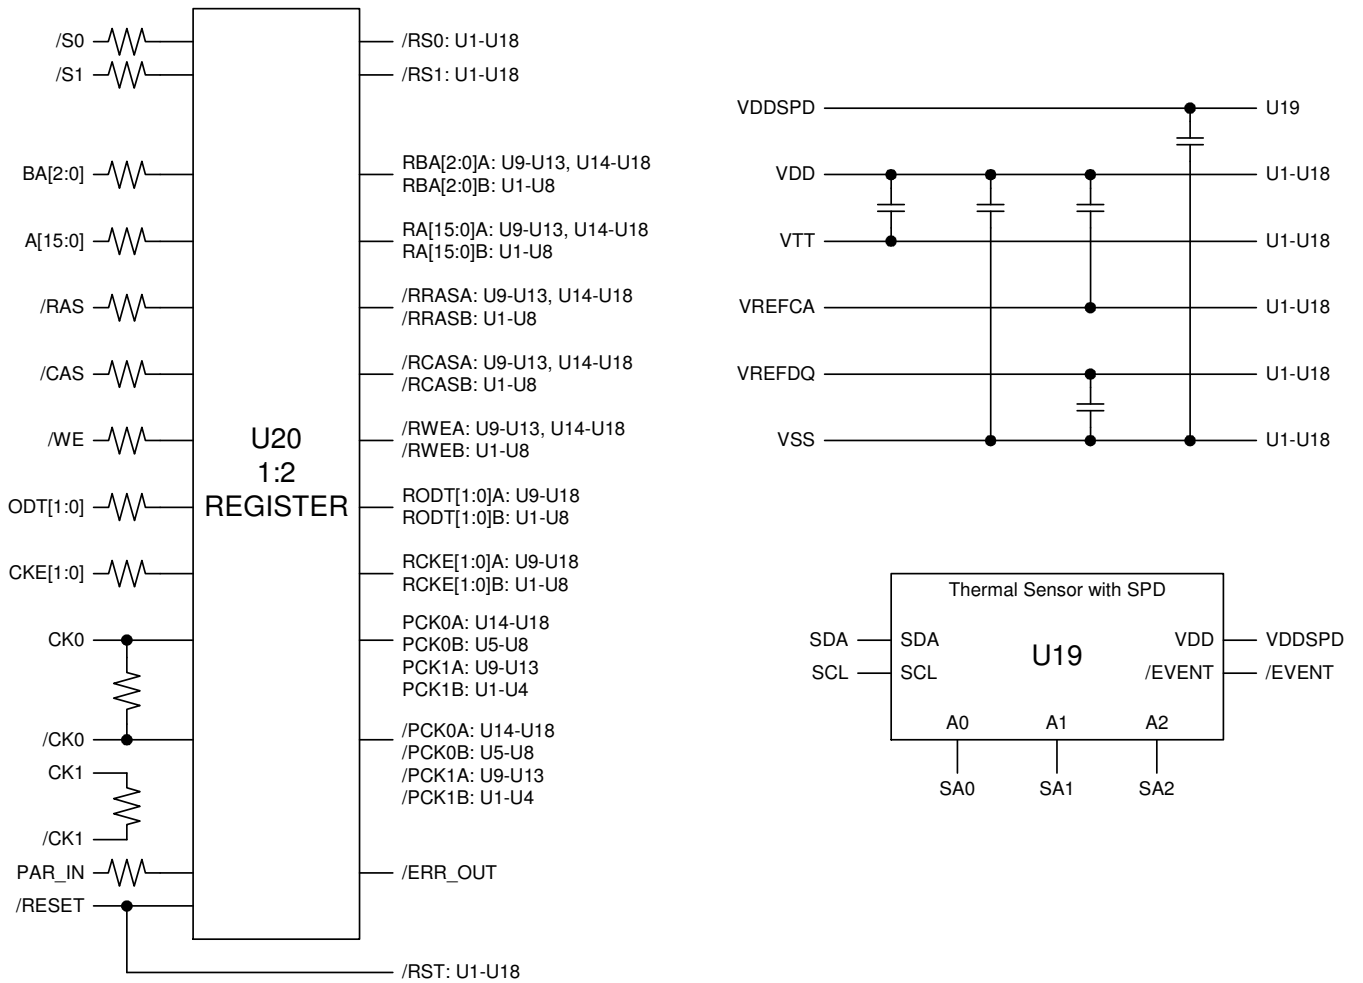 /S0
/RS0: U1-U18
/S1
/RS1: U1-U18
BA[2:0]
RBA[2:0]A: U9-U13, U14-U18
RBA[2:0]B: U1-U8
A[15:0]
RA[15:0]A: U9-U13, U14-U18
RA[15:0]B: U1-U8
/RAS
/RRASA: U9-U13, U14-U18
/RRASB: U1-U8
/CAS
/RCASA: U9-U13, U14-U18
/RCASB: U1-U8
/WE
/RWEA: U9-U13, U14-U18
/RWEB: U1-U8
U20
1:2
REGISTER
ODT[1:0]
RODT[1:0]A: U9-U18
RODT[1:0]B: U1-U8
CKE[1:0]
RCKE[1:0]A: U9-U18
RCKE[1:0]B: U1-U8
CK0
PCK0A: U14-U18
PCK0B: U5-U8
PCK1A: U9-U13
PCK1B: U1-U4
/CK0
/PCK0A: U14-U18
/PCK0B: U5-U8
/PCK1A: U9-U13
/PCK1B: U1-U4
CK1
/CK1
PAR_IN
/ERR_OUT
/RESET
/RST: U1-U18
VDDSPD
U19
VDD
U1-U18
VTT
U1-U18
VREFCA
U1-U18
VREFDQ
U1-U18
VSS
U1-U18
Thermal Sensor with SPD
SDA
SDA
U19
VDD
VDDSPD
SCL
SCL
/EVENT
/EVENT
A0
A1
A2
SA0
SA1
SA2